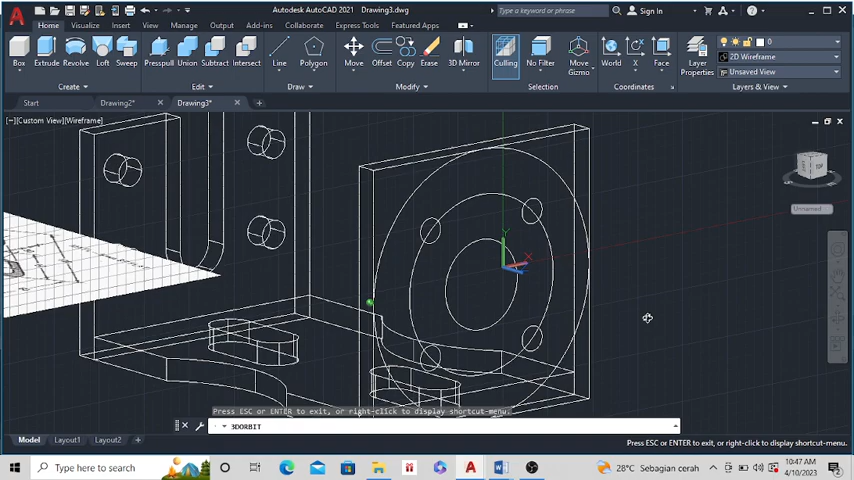 Autodesk AutoCAD 2021 Drawing3.dwg
Type a keyword or phrase
Sign In
Home Visualize Insert View Manage Output Add-ins Collaborate Express Tools Featured Apps
Box Extrude Revolve Loft Sweep
Presspull Union Subtract Intersect
Line Polygon
Move Offset Copy Erase 3D Mirror
Culling No Filter Move Gizmo
World X Face
Layer Properties
0
2D Wireframe
Unsaved View
Create Edit Draw Modify Selection Coordinates Layers & View
Start Drawing2* Drawing3*
[−][Custom View][Wireframe]
TOP
Unnamed
Y
X
Press ESC or ENTER to exit, or right-click to display shortcut-menu.
3DORBIT
Model Layout1 Layout2 +
Press ESC or ENTER to exit, or right-click to display shortcut-menu.
Type here to search
28°C Sebagian cerah
10:47 AM
4/10/2023
2